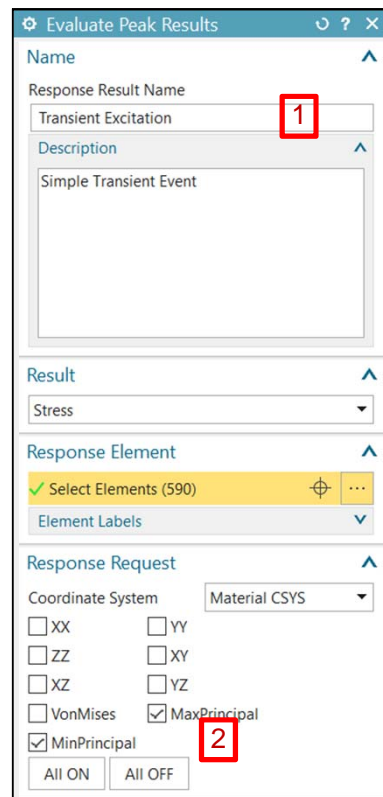 Evaluate Peak Results ?
Name
Response Result Name
Transient Excitation 1
Description
Simple Transient Event
Result
Stress
Response Element
Select Elements (590) ...
Element Labels
Response Request
Coordinate System Material CSYS
XX YY
ZZ XY
XZ YZ
VonMises MaxPrincipal
MinPrincipal 2
All ON All OFF